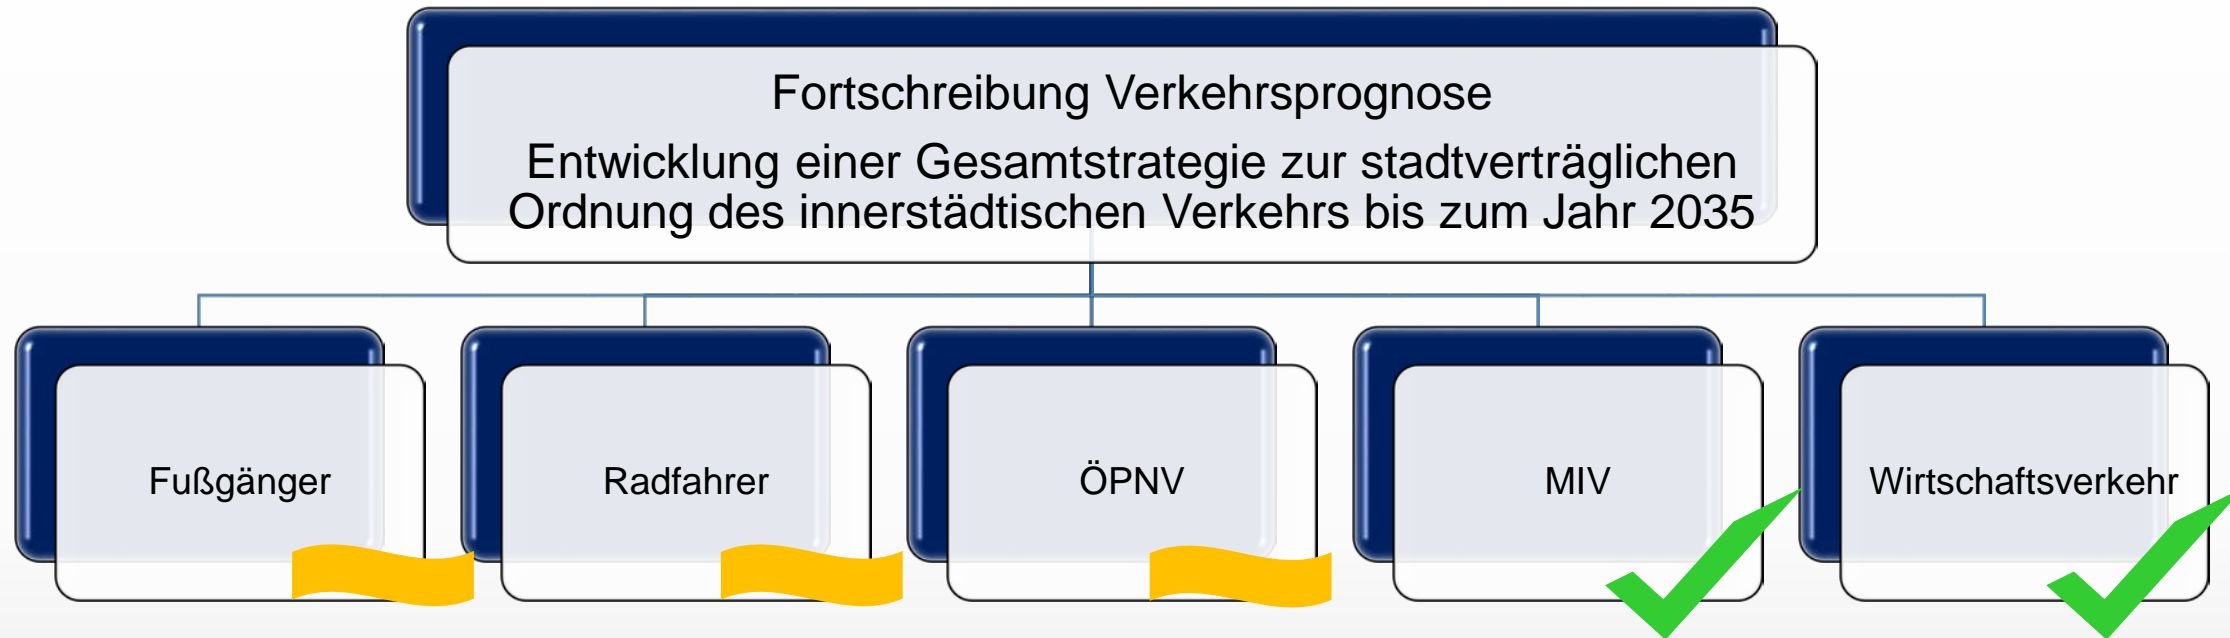 Fortschreibung Verkehrsprognose
Entwicklung einer Gesamtstrategie zur stadtverträglichen
Ordnung des innerstädtischen Verkehrs bis zum Jahr 2035
Fußgänger
Radfahrer
ÖPNV
MIV
Wirtschaftsverkehr